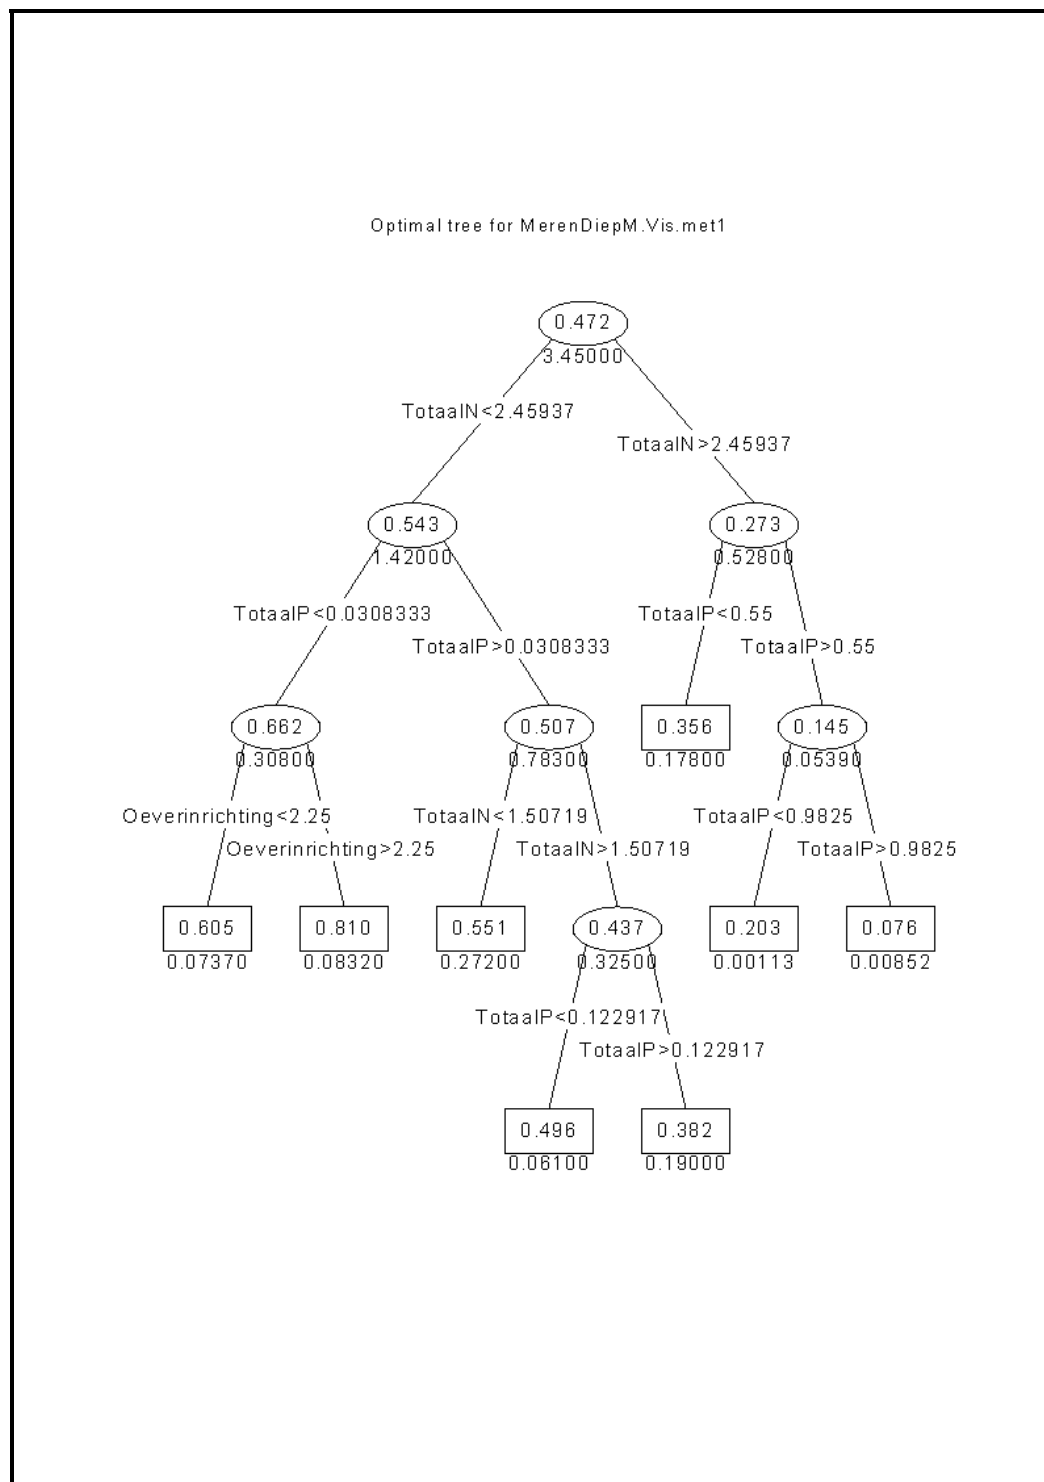 Optimal tree for MerenDiepM.Vis.met1
0.472
3.45000
TotaalN<2.45937
TotaalN>2.45937
0.543
1.42000
0.273
0.52800
TotaalP<0.0308333
TotaalP>0.0308333
TotaalP<0.55
TotaalP>0.55
0.662
0.30800
0.507
0.78300
0.356
0.17800
0.145
0.05390
Oeverinrichting<2.25
Oeverinrichting>2.25
TotaalN<1.50719
TotaalN>1.50719
TotaalP<0.9825
TotaalP>0.9825
0.605
0.07370
0.810
0.08320
0.551
0.27200
0.437
0.32500
0.203
0.00113
0.076
0.00852
TotaalP<0.122917
TotaalP>0.122917
0.496
0.06100
0.382
0.19000